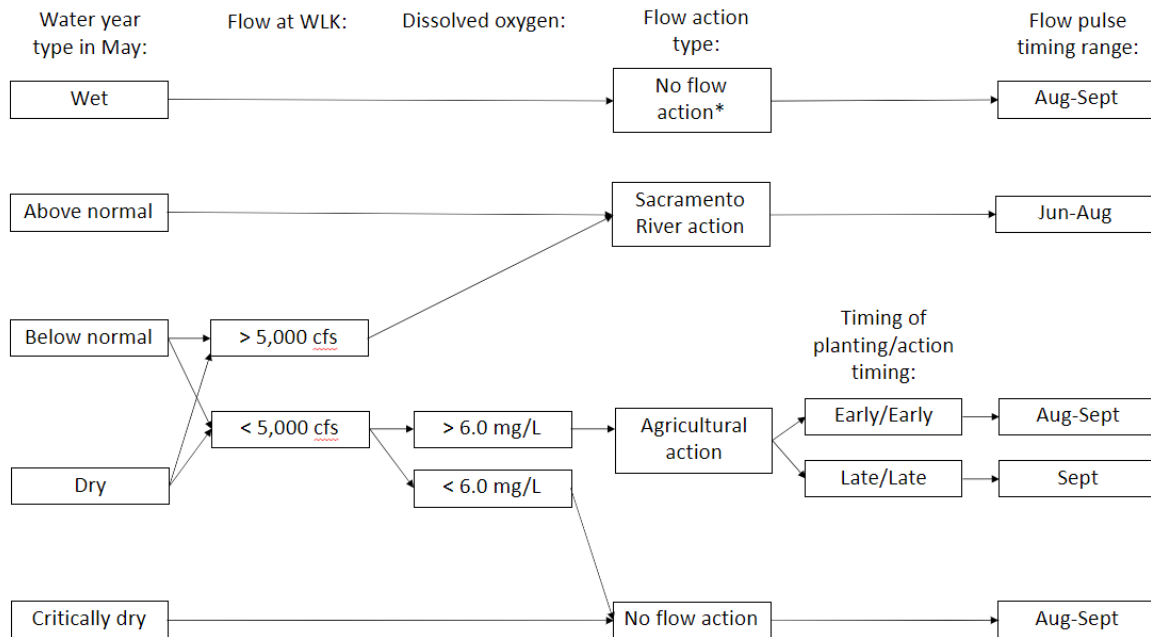 Water year
type in May:
Flow at WLK:
Dissolved oxygen:
Flow action
type:
Flow pulse
timing range:
Wet
No flow
action*
Aug-Sept
Above normal
Sacramento
River action
Jun-Aug
Below normal
> 5,000 cfs
Timing of
planting/action
timing:
< 5,000 cfs
> 6.0 mg/L
Agricultural
action
Early/Early
Aug-Sept
Dry
< 6.0 mg/L
Late/Late
Sept
Critically dry
No flow action
Aug-Sept